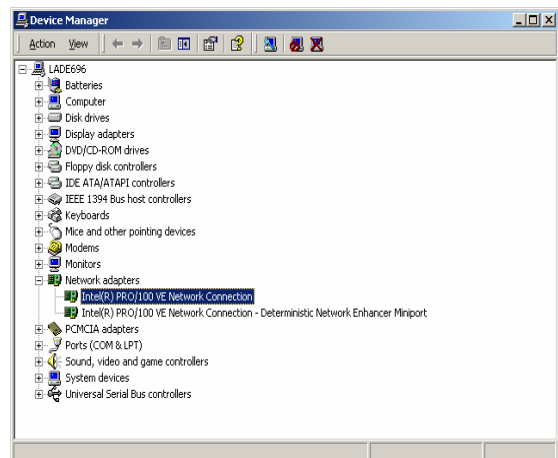 Device Manager
Action View
LADE696
Batteries
Computer
Disk drives
Display adapters
DVD/CD-ROM drives
Floppy disk controllers
IDE ATA/ATAPI controllers
IEEE 1394 Bus host controllers
Keyboards
Mice and other pointing devices
Modems
Monitors
Network adapters
Intel(R) PRO/100 VE Network Connection
Intel(R) PRO/100 VE Network Connection - Deterministic Network Enhancer Miniport
PCMCIA adapters
Ports (COM & LPT)
Sound, video and game controllers
System devices
Universal Serial Bus controllers